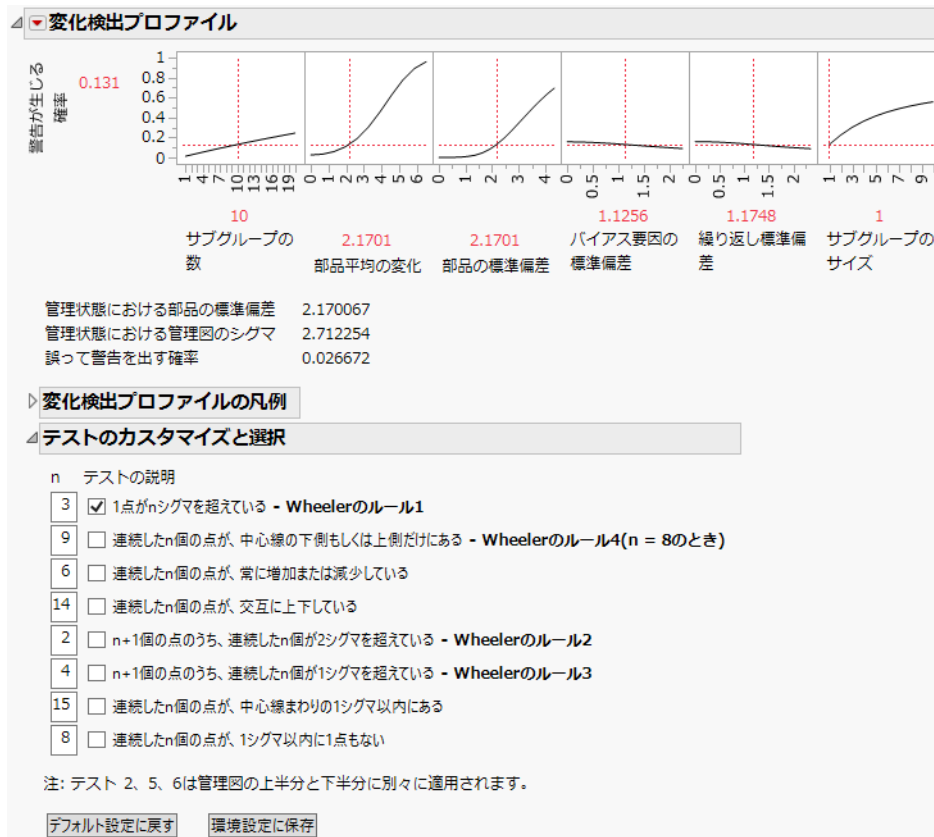 変化検出プロファイル
警告が生じる
確率
0.131
1
0.8
0.6
0.4
0.2
0
1 4 7 10 13 16 19
0 1 2 3 4 5 6
0 1 2 3 4
0 0.5 1 1.5 2
0 0.5 1 1.5 2
1 3 5 7 9
10
サブグループの
数
2.1701
部品平均の変化
2.1701
部品の標準偏差
1.1256
バイアス要因の
標準偏差
1.1748
繰り返し標準偏
差
1
サブグループの
サイズ
管理状態における部品の標準偏差 2.170067
管理状態における管理図のシグマ 2.712254
誤って警告を出す確率 0.026672
変化検出プロファイルの凡例
テストのカスタマイズと選択
n テストの説明
3 1点がnシグマを超えている - Wheelerのルール1
9 連続したn個の点が、中心線の下側もしくは上側だけにある - Wheelerのルール4(n = 8のとき)
6 連続したn個の点が、常に増加または減少している
14 連続したn個の点が、交互に上下している
2 n+1個の点のうち、連続したn個が2シグマを超えている - Wheelerのルール2
4 n+1個の点のうち、連続したn個が1シグマを超えている - Wheelerのルール3
15 連続したn個の点が、中心線まわりの1シグマ以内にある
8 連続したn個の点が、1シグマ以内に1点もない
注: テスト 2、5、6は管理図の上半分と下半分に別々に適用されます。
デフォルト設定に戻す 環境設定に保存